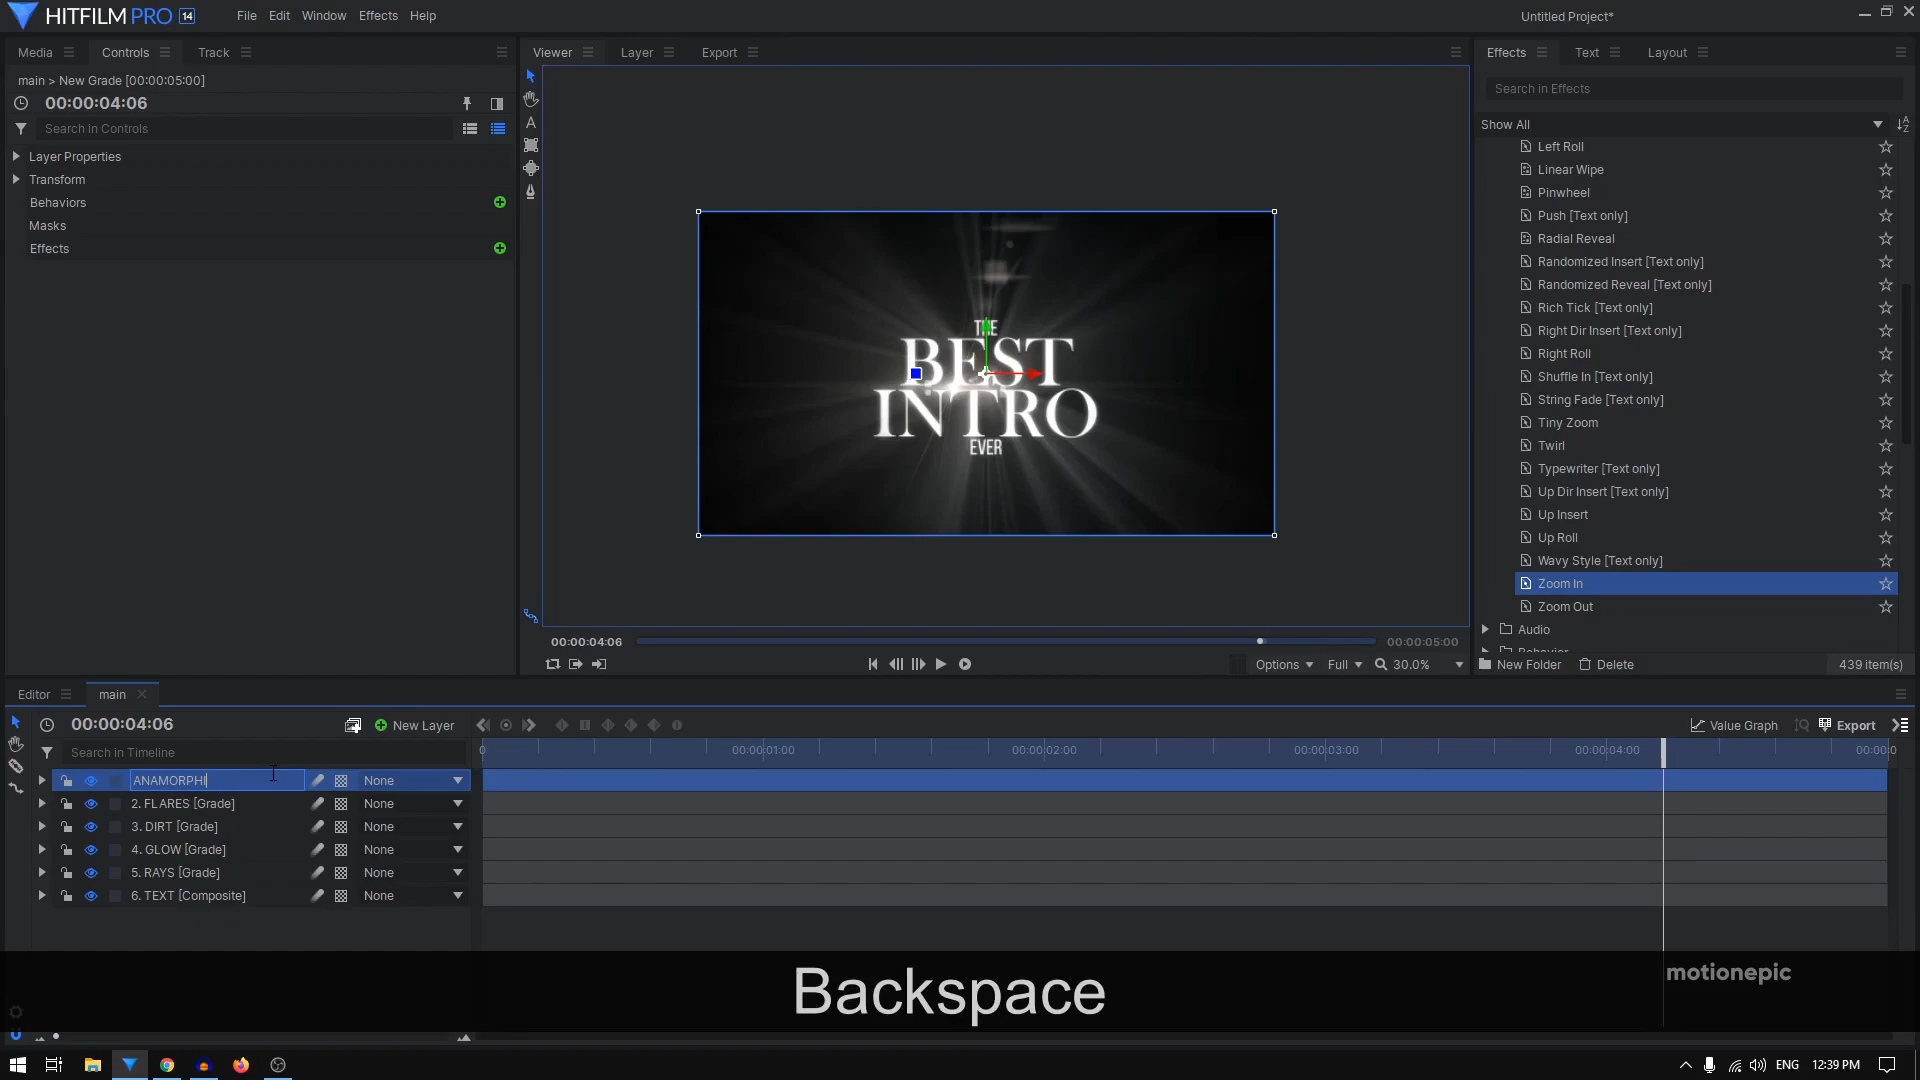 HITFILM PRO 14
File Edit Window Effects Help
Untitled Project*
Media Controls Track
Viewer Layer Export
Effects Text Layout
main > New Grade [00:00:05:00]
00:00:04:06
Search in Controls
Layer Properties
Transform
Behaviors
Masks
Effects
THE
BEST
INTRO
EVER
00:00:04:06
00:00:05:00
Options Full 30.0%
Search in Effects
Show All
Left Roll
Linear Wipe
Pinwheel
Push [Text only]
Radial Reveal
Randomized Insert [Text only]
Randomized Reveal [Text only]
Rich Tick [Text only]
Right Dir Insert [Text only]
Right Roll
Shuffle In [Text only]
String Fade [Text only]
Tiny Zoom
Twirl
Typewriter [Text only]
Up Dir Insert [Text only]
Up Insert
Up Roll
Wavy Style [Text only]
Zoom In
Zoom Out
Audio
New Folder Delete 439 item(s)
Editor main
00:00:04:06 New Layer Value Graph Export
Search in Timeline
0 00:00:01:00 00:00:02:00 00:00:03:00 00:00:04:00 00:00:0
ANAMORPHI None
2. FLARES [Grade] None
3. DIRT [Grade] None
4. GLOW [Grade] None
5. RAYS [Grade] None
6. TEXT [Composite] None
Backspace
motionepic
ENG 12:39 PM